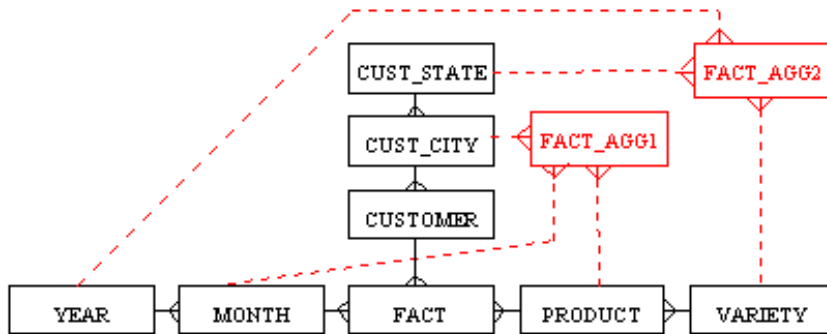 CUST_STATE
FACT_AGG2
CUST_CITY
FACT_AGG1
CUSTOMER
YEAR
MONTH
FACT
PRODUCT
VARIETY